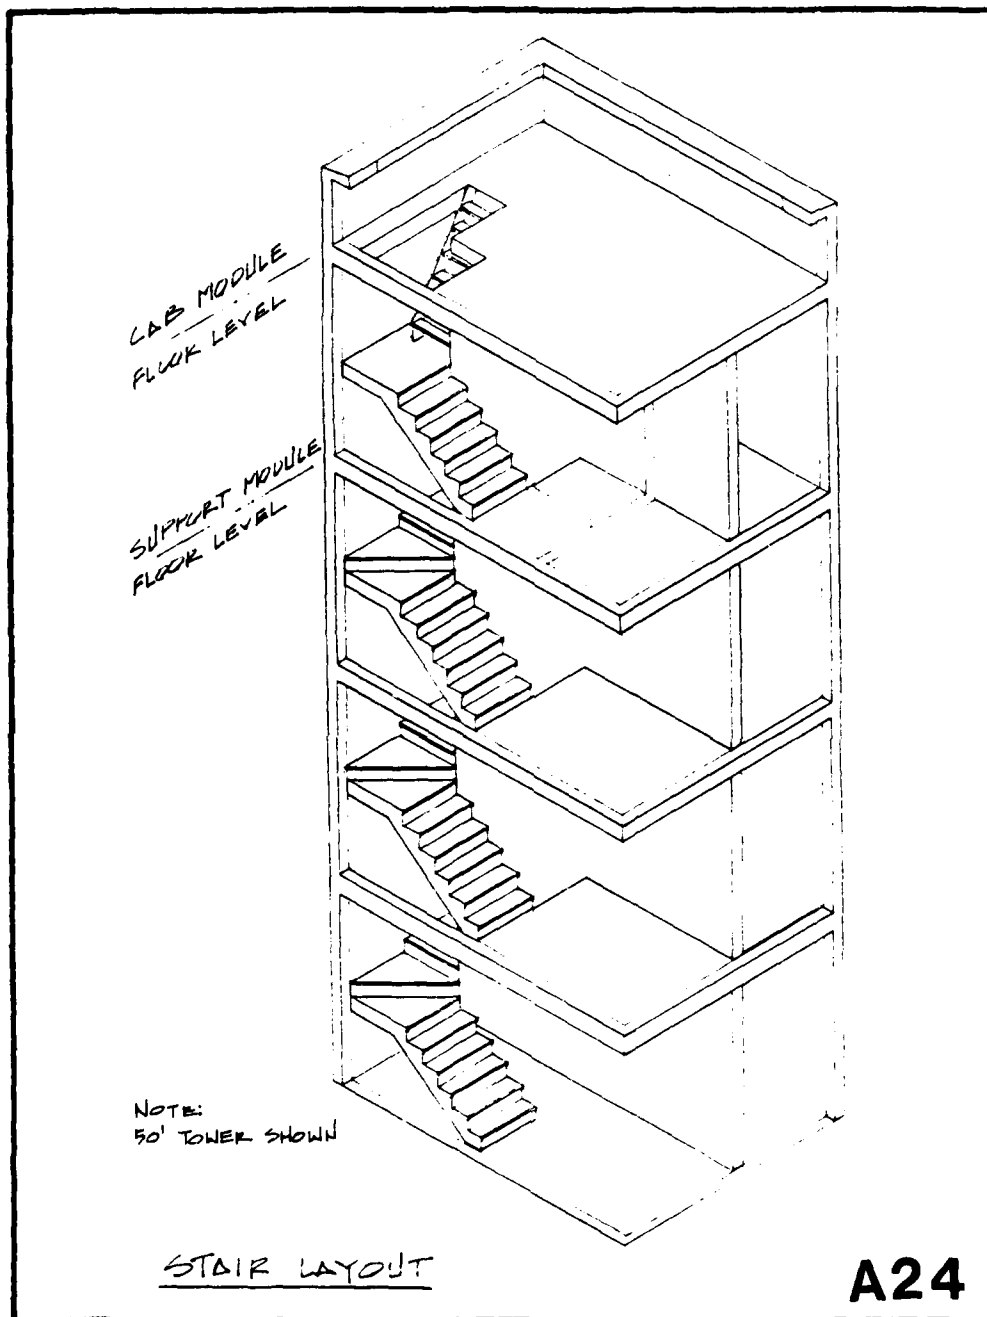 CAB MODULE
FLOOR LEVEL
SUPPORT MODULE
FLOOR LEVEL
NOTE:
50' TOWER SHOWN
STAIR LAYOUT
A24